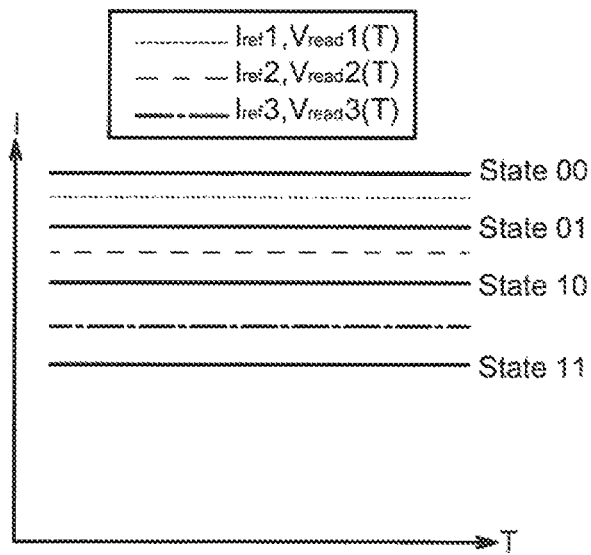 Iref1,Vread1(T)
Iref2,Vread2(T)
Iref3,Vread3(T)
I
State 00
State 01
State 10
State 11
T